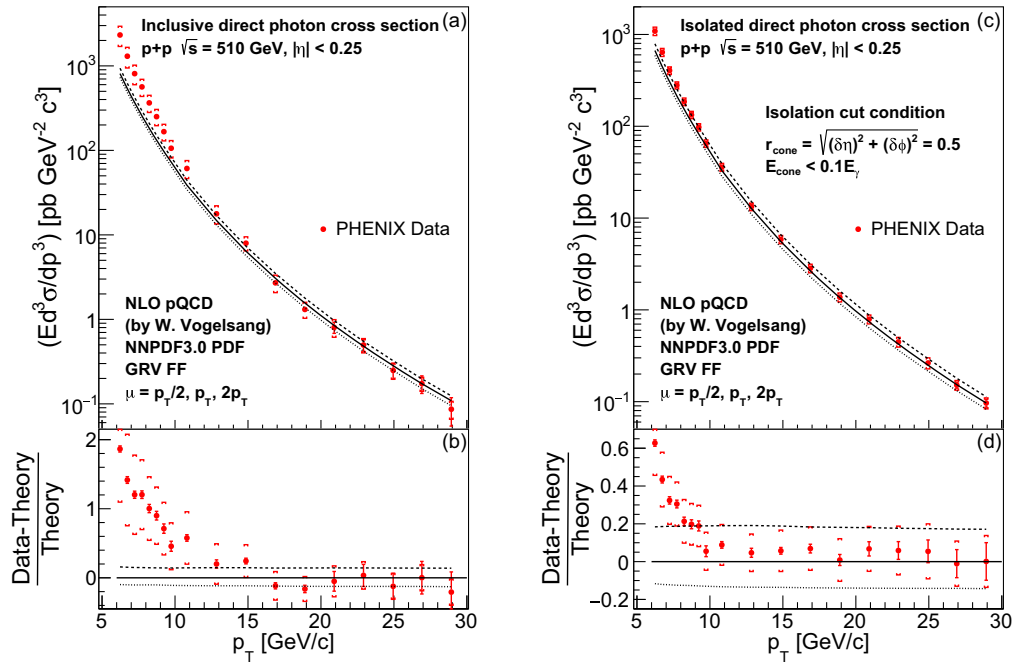 (a)
Inclusive direct photon cross section
p+p √s = 510 GeV, |η| < 0.25
10³
10²
10
1
10⁻¹
(Ed³σ/dp³) [pb GeV⁻² c³]
PHENIX Data
NLO pQCD
(by W. Vogelsang)
NNPDF3.0 PDF
GRV FF
μ = p_T/2, p_T, 2p_T
(b)
2
1
0
Data-Theory
Theory
5 10 15 20 25 30
p_T [GeV/c]
(c)
Isolated direct photon cross section
p+p √s = 510 GeV, |η| < 0.25
Isolation cut condition
r_cone = √(δη)² + (δϕ)² = 0.5
E_cone < 0.1E_γ
10³
10²
10
1
10⁻¹
(Ed³σ/dp³) [pb GeV⁻² c³]
PHENIX Data
NLO pQCD
(by W. Vogelsang)
NNPDF3.0 PDF
GRV FF
μ = p_T/2, p_T, 2p_T
(d)
0.6
0.4
0.2
0.0
−0.2
Data-Theory
Theory
5 10 15 20 25 30
p_T [GeV/c]